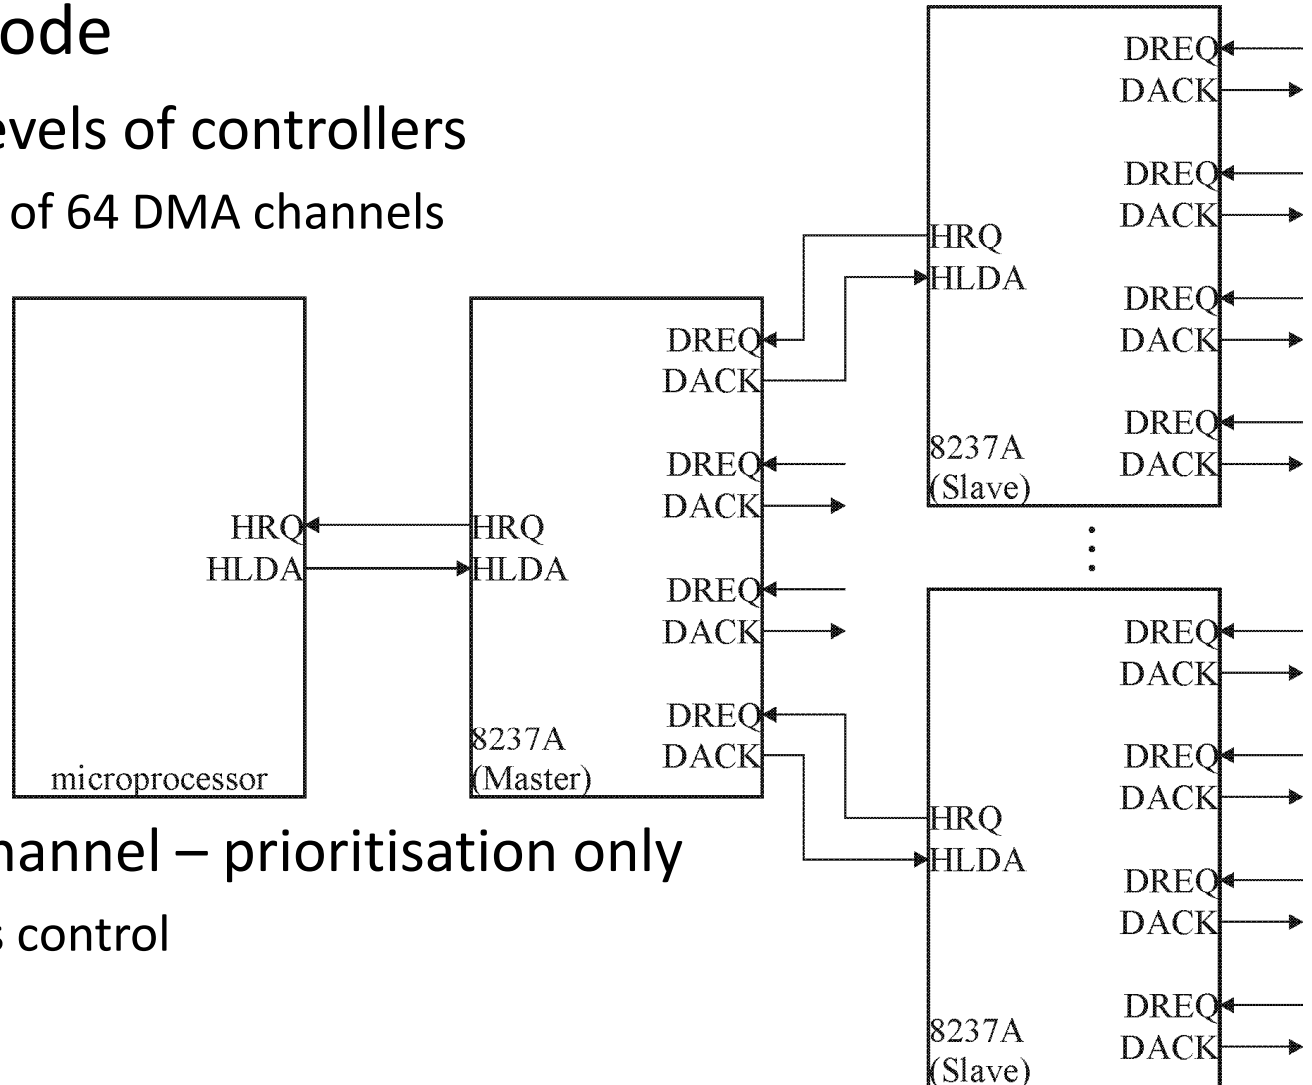 ode
evels of controllers
of 64 DMA channels
DREQ
DACK
DREQ
DACK
HRQ
HLDA
DREQ
DACK
DREQ
DACK
8237A
(Slave)
HRQ
HLDA
microprocessor
DREQ
DACK
DREQ
DACK
HRQ
HLDA
DREQ
DACK
DREQ
DACK
8237A
(Master)
DREQ
DACK
DREQ
DACK
HRQ
HLDA
DREQ
DACK
DREQ
DACK
8237A
(Slave)
hannel – prioritisation only
s control